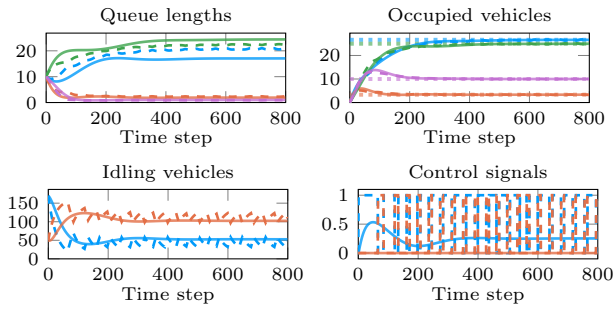 Queue lengths
Occupied vehicles
20
10
0
0 200 400 600 800
Time step
20
10
0
0 200 400 600 800
Time step
Idling vehicles
Control signals
150
100
50
0
0 200 400 600 800
Time step
1
0.5
0
0 200 400 600 800
Time step